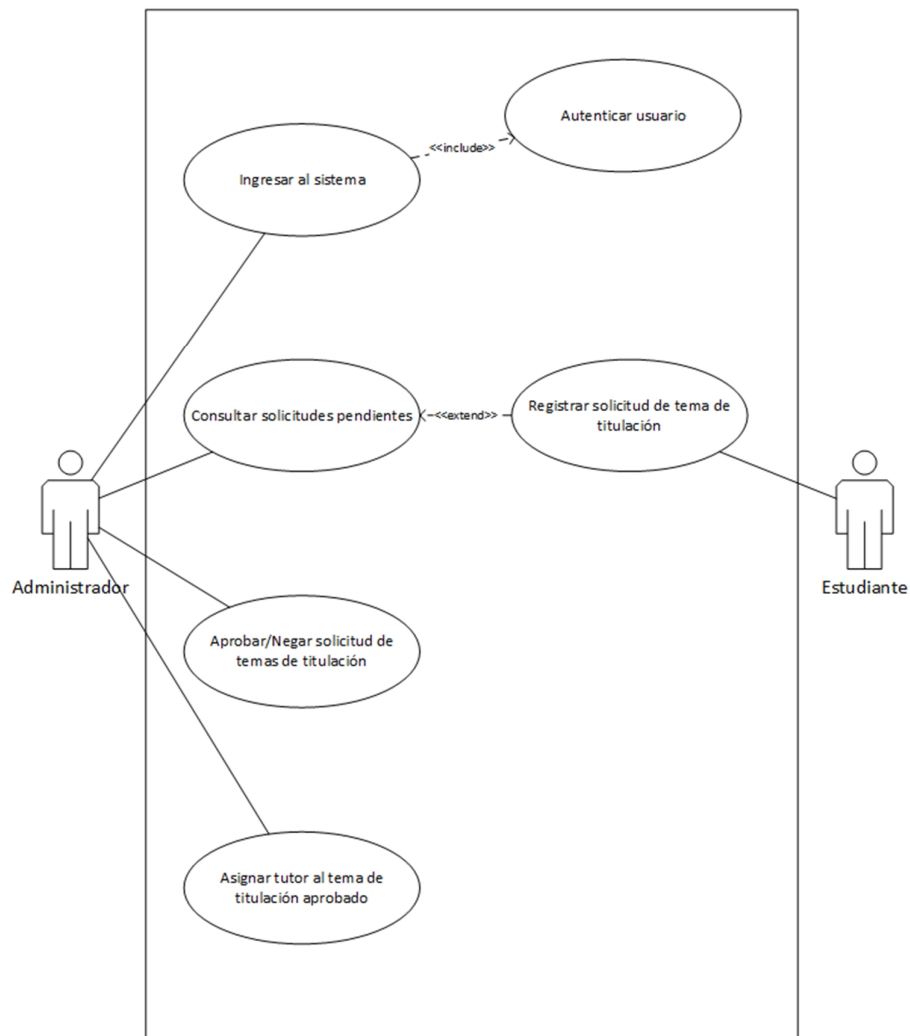 Autenticar usuario
<<include>>
Ingresar al sistema
Consultar solicitudes pendientes
<<extend>>
Registrar solicitud de tema de
titulación
Administrador
Estudiante
Aprobar/Negar solicitud de
temas de titulación
Asignar tutor al tema de
titulación aprobado